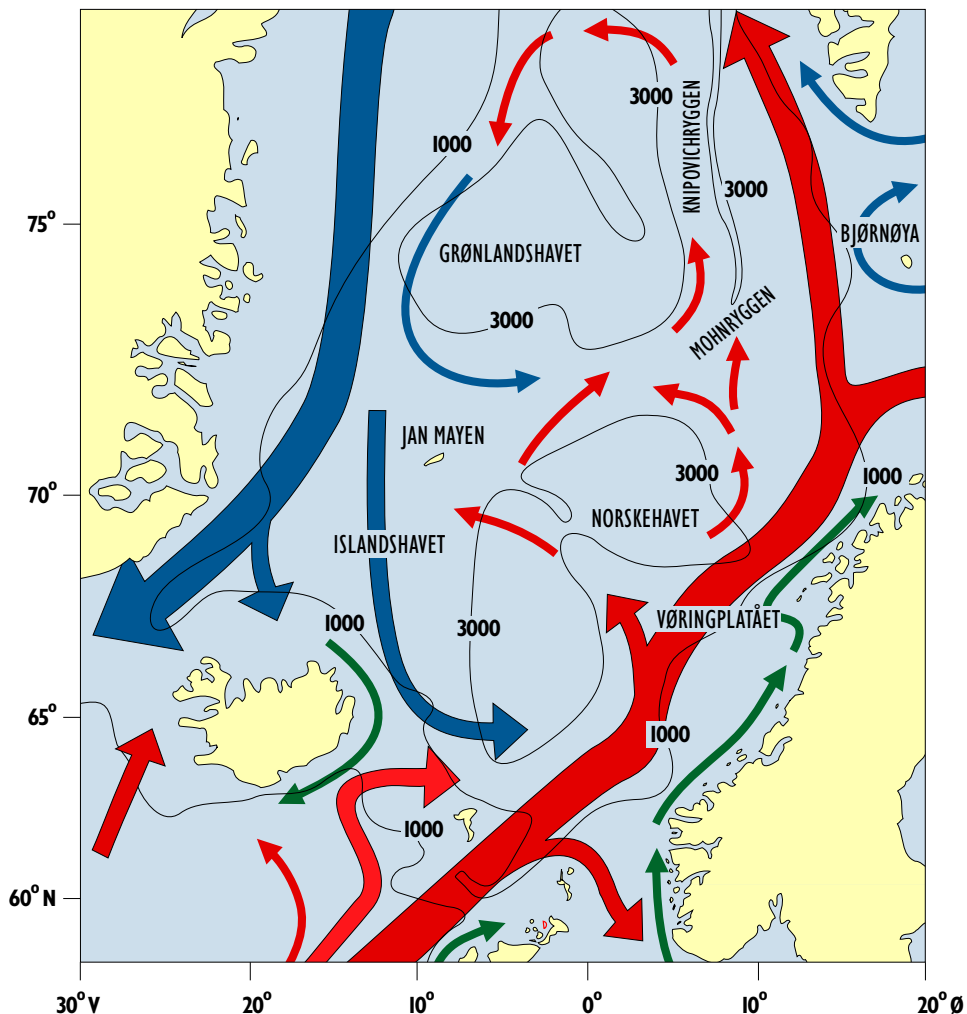 3000
KNIPOVICHRYGGEN
1000
3000
75°
BJØRNØYA
GRØNLANDSHAVET
3000
MOHNRYGGEN
JAN MAYEN
3000
1000
70°
NORSKEHAVET
ISLANDSHAVET
1000
VØRINGPLATÅET
3000
65°
1000
1000
60° N
30° V
20°
10°
0°
10°
20° Ø